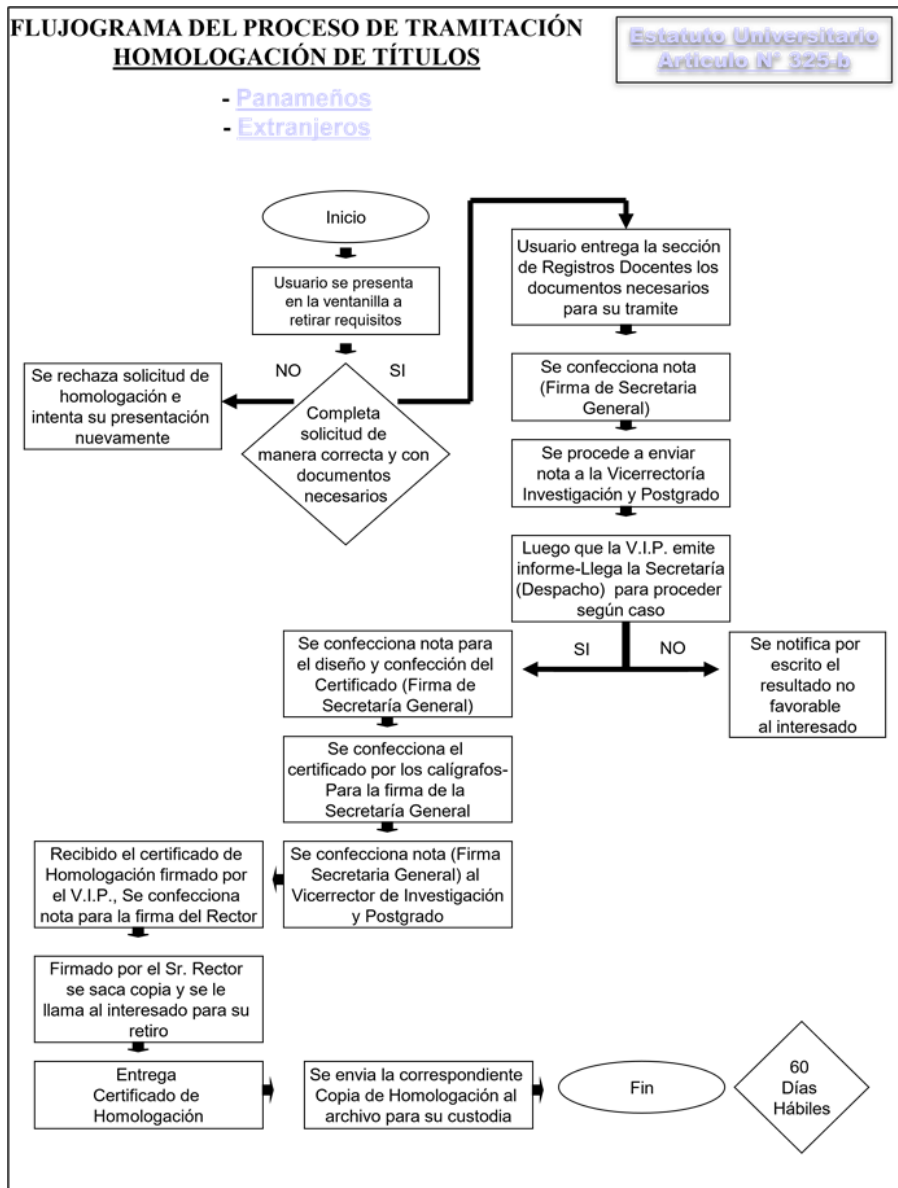 FLUJOGRAMA DEL PROCESO DE TRAMITACIÓN
HOMOLOGACIÓN DE TÍTULOS
Estatuto Universitario
Articulo N° 325-b
- Panameños
- Extranjeros
Inicio
Usuario se presenta
en la ventanilla a
retirar requisitos
NO
SI
Completa
solicitud de
manera correcta y con
documentos
necesarios
Se rechaza solicitud de
homologación e
intenta su presentación
nuevamente
Usuario entrega la sección
de Registros Docentes los
documentos necesarios
para su tramite
Se confecciona nota
(Firma de Secretaria
General)
Se procede a enviar
nota a la Vicerrectoría
Investigación y Postgrado
Luego que la V.I.P. emite
informe-Llega la Secretaría
(Despacho) para proceder
según caso
SI
NO
Se notifica por
escrito el
resultado no
favorable
al interesado
Se confecciona nota para
el diseño y confección del
Certificado (Firma de
Secretaría General)
Se confecciona el
certificado por los calígrafos-
Para la firma de la
Secretaría General
Se confecciona nota (Firma
Secretaria General) al
Vicerrector de Investigación
y Postgrado
Recibido el certificado de
Homologación firmado por
el V.I.P., Se confecciona
nota para la firma del Rector
Firmado por el Sr. Rector
se saca copia y se le
llama al interesado para su
retiro
Entrega
Certificado de
Homologación
Se envia la correspondiente
Copia de Homologación al
archivo para su custodia
Fin
60
Días
Hábiles